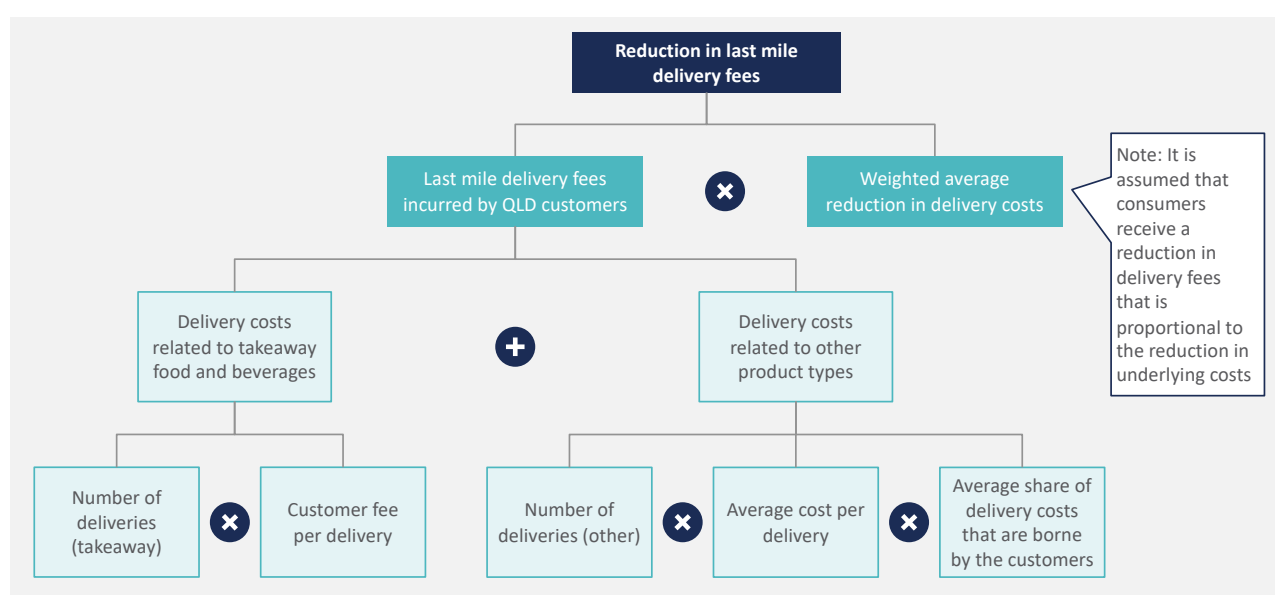 Reduction in last mile
delivery fees
Last mile delivery fees
incurred by QLD customers
Weighted average
reduction in delivery costs
Note: It is
assumed that
consumers
receive a
reduction in
delivery fees
that is
proportional to
the reduction in
underlying costs
Delivery costs
related to takeaway
food and beverages
Delivery costs
related to other
product types
Number of
deliveries
(takeaway)
Customer fee
per delivery
Number of
deliveries (other)
Average cost per
delivery
Average share of
delivery costs
that are borne
by the customers